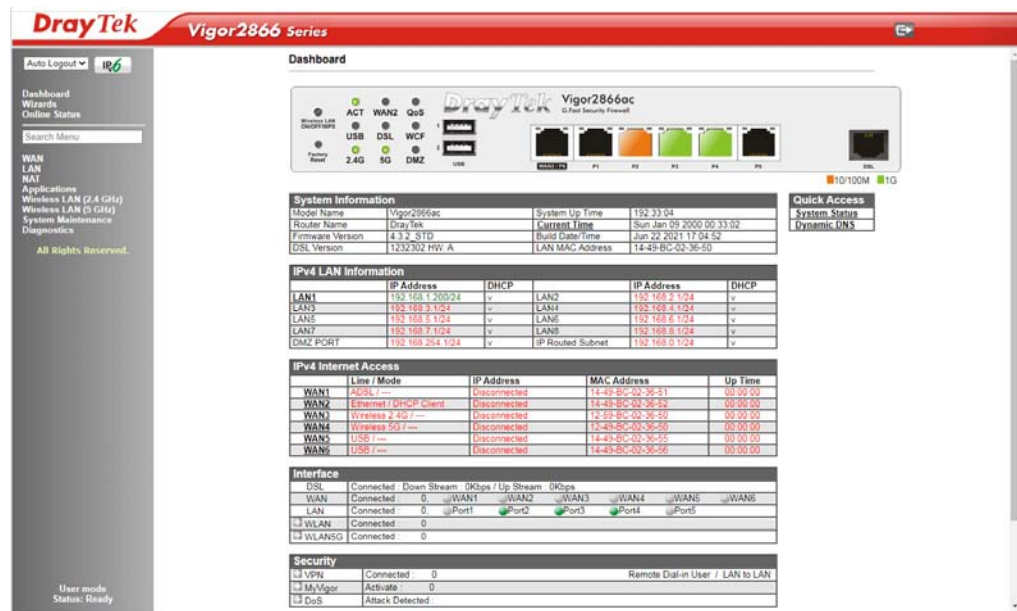 DrayTek Vigor2866 Series
Auto Logout IPv6
Dashboard
Wizards
Online Status
Search Menu
WAN
LAN
NAT
Applications
Wireless LAN (2.4 GHz)
Wireless LAN (5 GHz)
System Maintenance
Diagnostics
All Rights Reserved.
User mode
Status: Ready
Dashboard
DrayTek Vigor2866ac
G.Fast Security Firewall
Wireless LAN
ON/OFF/WPS
Factory
Reset
ACT WAN2 QoS
USB DSL WCF
2.4G 5G DMZ
1
2
USB
WAN2 / P6 P1 P2 P3 P4 P5 DSL
10/100M 1G
System Information
Model Name Vigor2866ac System Up Time 192:33:04
Router Name DrayTek Current Time Sun Jan 09 2000 00:33:02
Firmware Version 4.3.2_STD Build Date/Time Jun 22 2021 17:04:52
DSL Version 1232302 HW: A LAN MAC Address 14-49-BC-02-36-50
Quick Access
System Status
Dynamic DNS
IPv4 LAN Information
IP Address DHCP IP Address DHCP
LAN1 192.168.1.200/24 v LAN2 192.168.2.1/24 v
LAN3 192.168.3.1/24 v LAN4 192.168.4.1/24 v
LAN5 192.168.5.1/24 v LAN6 192.168.6.1/24 v
LAN7 192.168.7.1/24 v LAN8 192.168.8.1/24 v
DMZ PORT 192.168.254.1/24 v IP Routed Subnet 192.168.0.1/24 v
IPv4 Internet Access
Line / Mode IP Address MAC Address Up Time
WAN1 ADSL / --- Disconnected 14-49-BC-02-36-51 00:00:00
WAN2 Ethernet / DHCP Client Disconnected 14-49-BC-02-36-52 00:00:00
WAN3 Wireless 2.4G / --- Disconnected 12-59-BC-02-36-50 00:00:00
WAN4 Wireless 5G / --- Disconnected 12-49-BC-02-36-50 00:00:00
WAN5 USB / --- Disconnected 14-49-BC-02-36-55 00:00:00
WAN6 USB / --- Disconnected 14-49-BC-02-36-56 00:00:00
Interface
DSL Connected : Down Stream : 0Kbps / Up Stream : 0Kbps
WAN Connected : 0, WAN1 WAN2 WAN3 WAN4 WAN5 WAN6
LAN Connected : 0, Port1 Port2 Port3 Port4 Port5
WLAN Connected : 0
WLAN5G Connected : 0
Security
VPN Connected : 0 Remote Dial-in User / LAN to LAN
MyVigor Activate : 0
DoS Attack Detected :